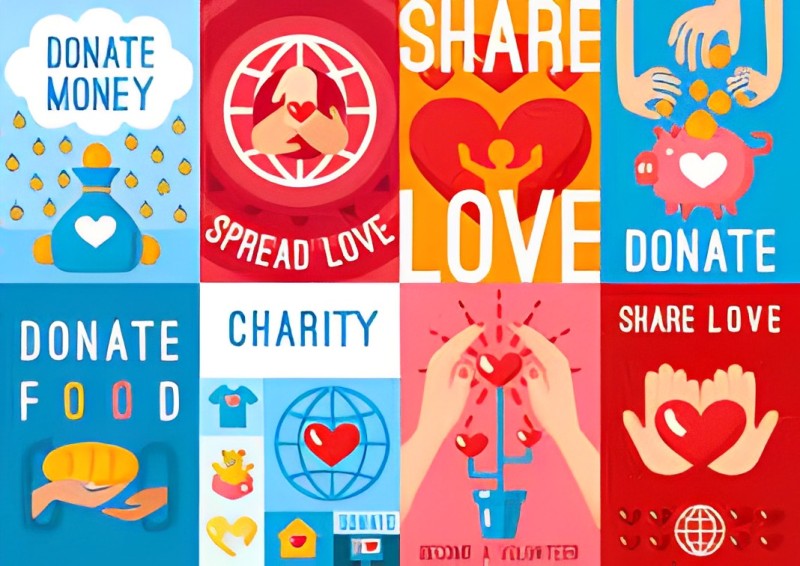 DONATE
MONEY
SPREAD LOVE
SHARE
LOVE
DONATE
DONATE
FOOD
CHARITY
SHARE LOVE